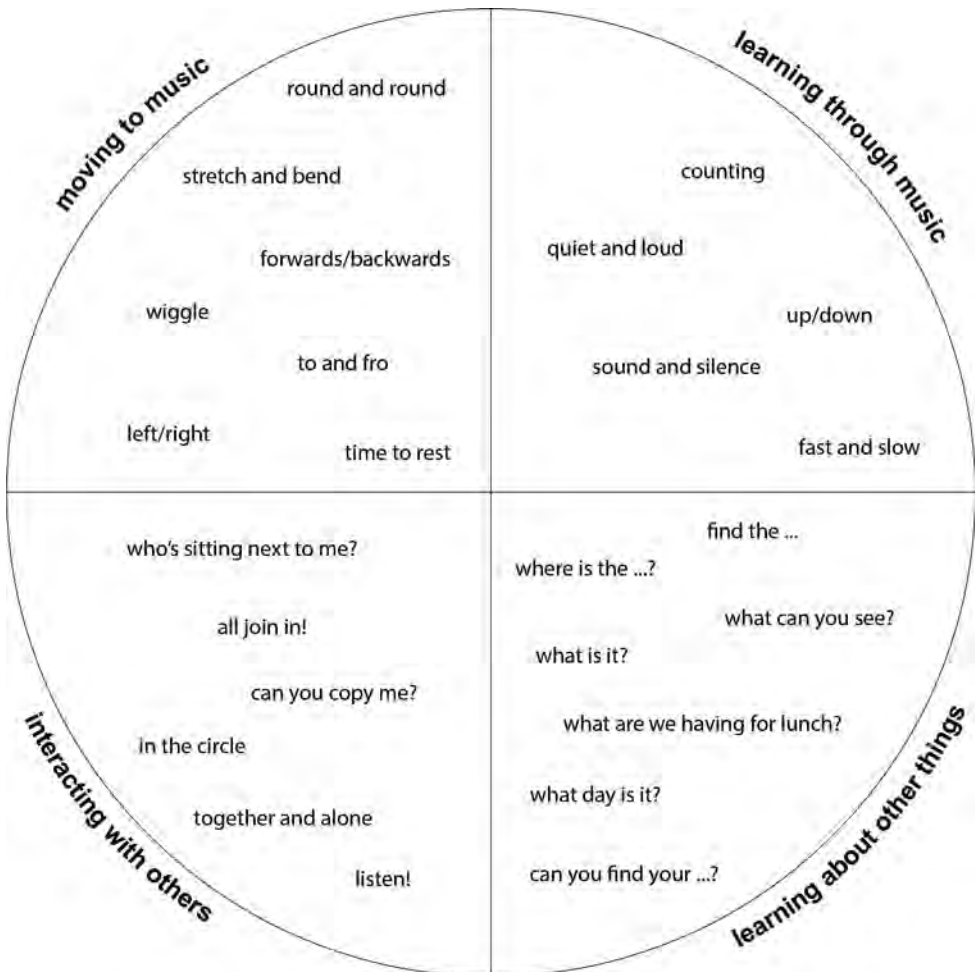 moving to music
round and round
stretch and bend
forwards/backwards
wiggle
to and fro
left/right
time to rest
learning through music
counting
quiet and loud
up/down
sound and silence
fast and slow
interacting with others
who's sitting next to me?
all join in!
can you copy me?
in the circle
together and alone
listen!
learning about other things
find the ...
where is the ...?
what can you see?
what is it?
what are we having for lunch?
what day is it?
can you find your ...?